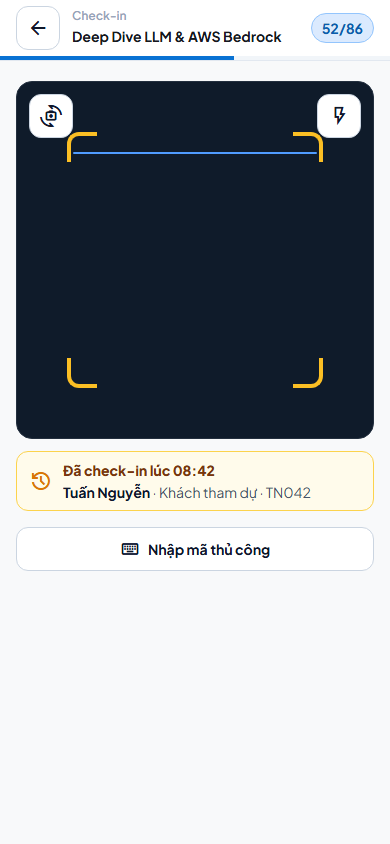 Check-in
Deep Dive LLM & AWS Bedrock
52/86
Đã check-in lúc 08:42
Tuấn Nguyễn · Khách tham dự · TN042
Nhập mã thủ công